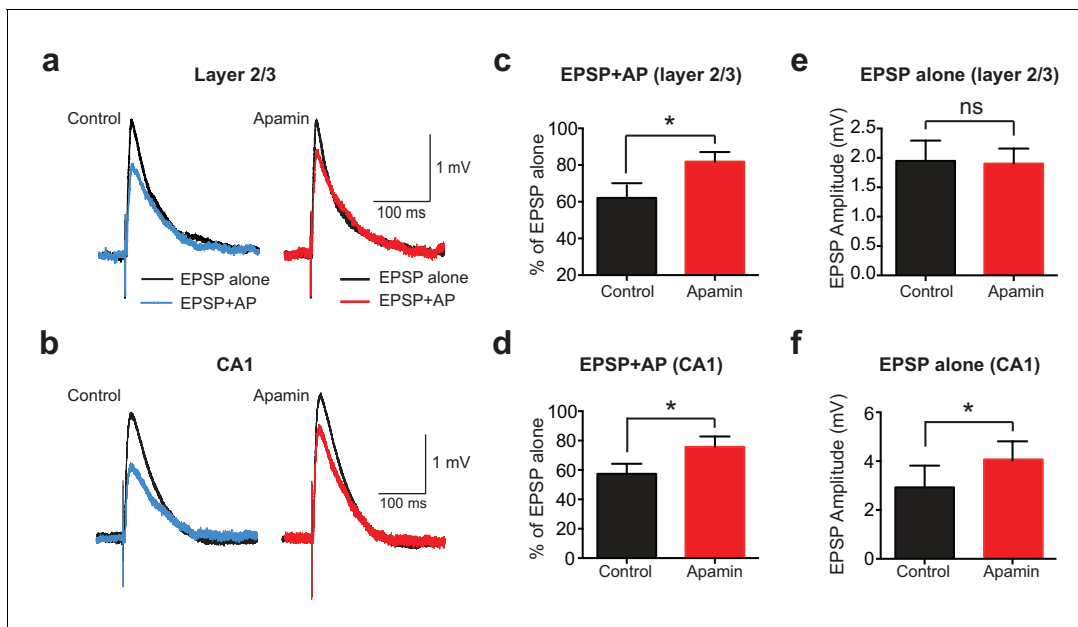 a
Layer 2/3
Control
Apamin
1 mV
100 ms
EPSP alone
EPSP+AP
EPSP alone
EPSP+AP
b
CA1
Control
Apamin
1 mV
100 ms
c
EPSP+AP (layer 2/3)
*
% of EPSP alone
100
80
60
40
20
Control
Apamin
d
EPSP+AP (CA1)
*
% of EPSP alone
100
80
60
40
20
0
Control
Apamin
e
EPSP alone (layer 2/3)
ns
EPSP Amplitude (mV)
2.5
2.0
1.5
1.0
0.5
0.0
Control
Apamin
f
EPSP alone (CA1)
*
EPSP Amplitude (mV)
6
4
2
0
Control
Apamin